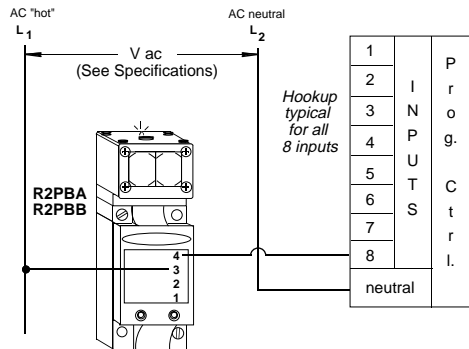 AC "hot"
L1
AC neutral
L2
V ac
(See Specifications)
Hookup
typical
for all
8 inputs
R2PBA
R2PBB
4
3
2
1
1
2
3
4
5
6
7
8
neutral
INPUTS
Prog. Ctrl.